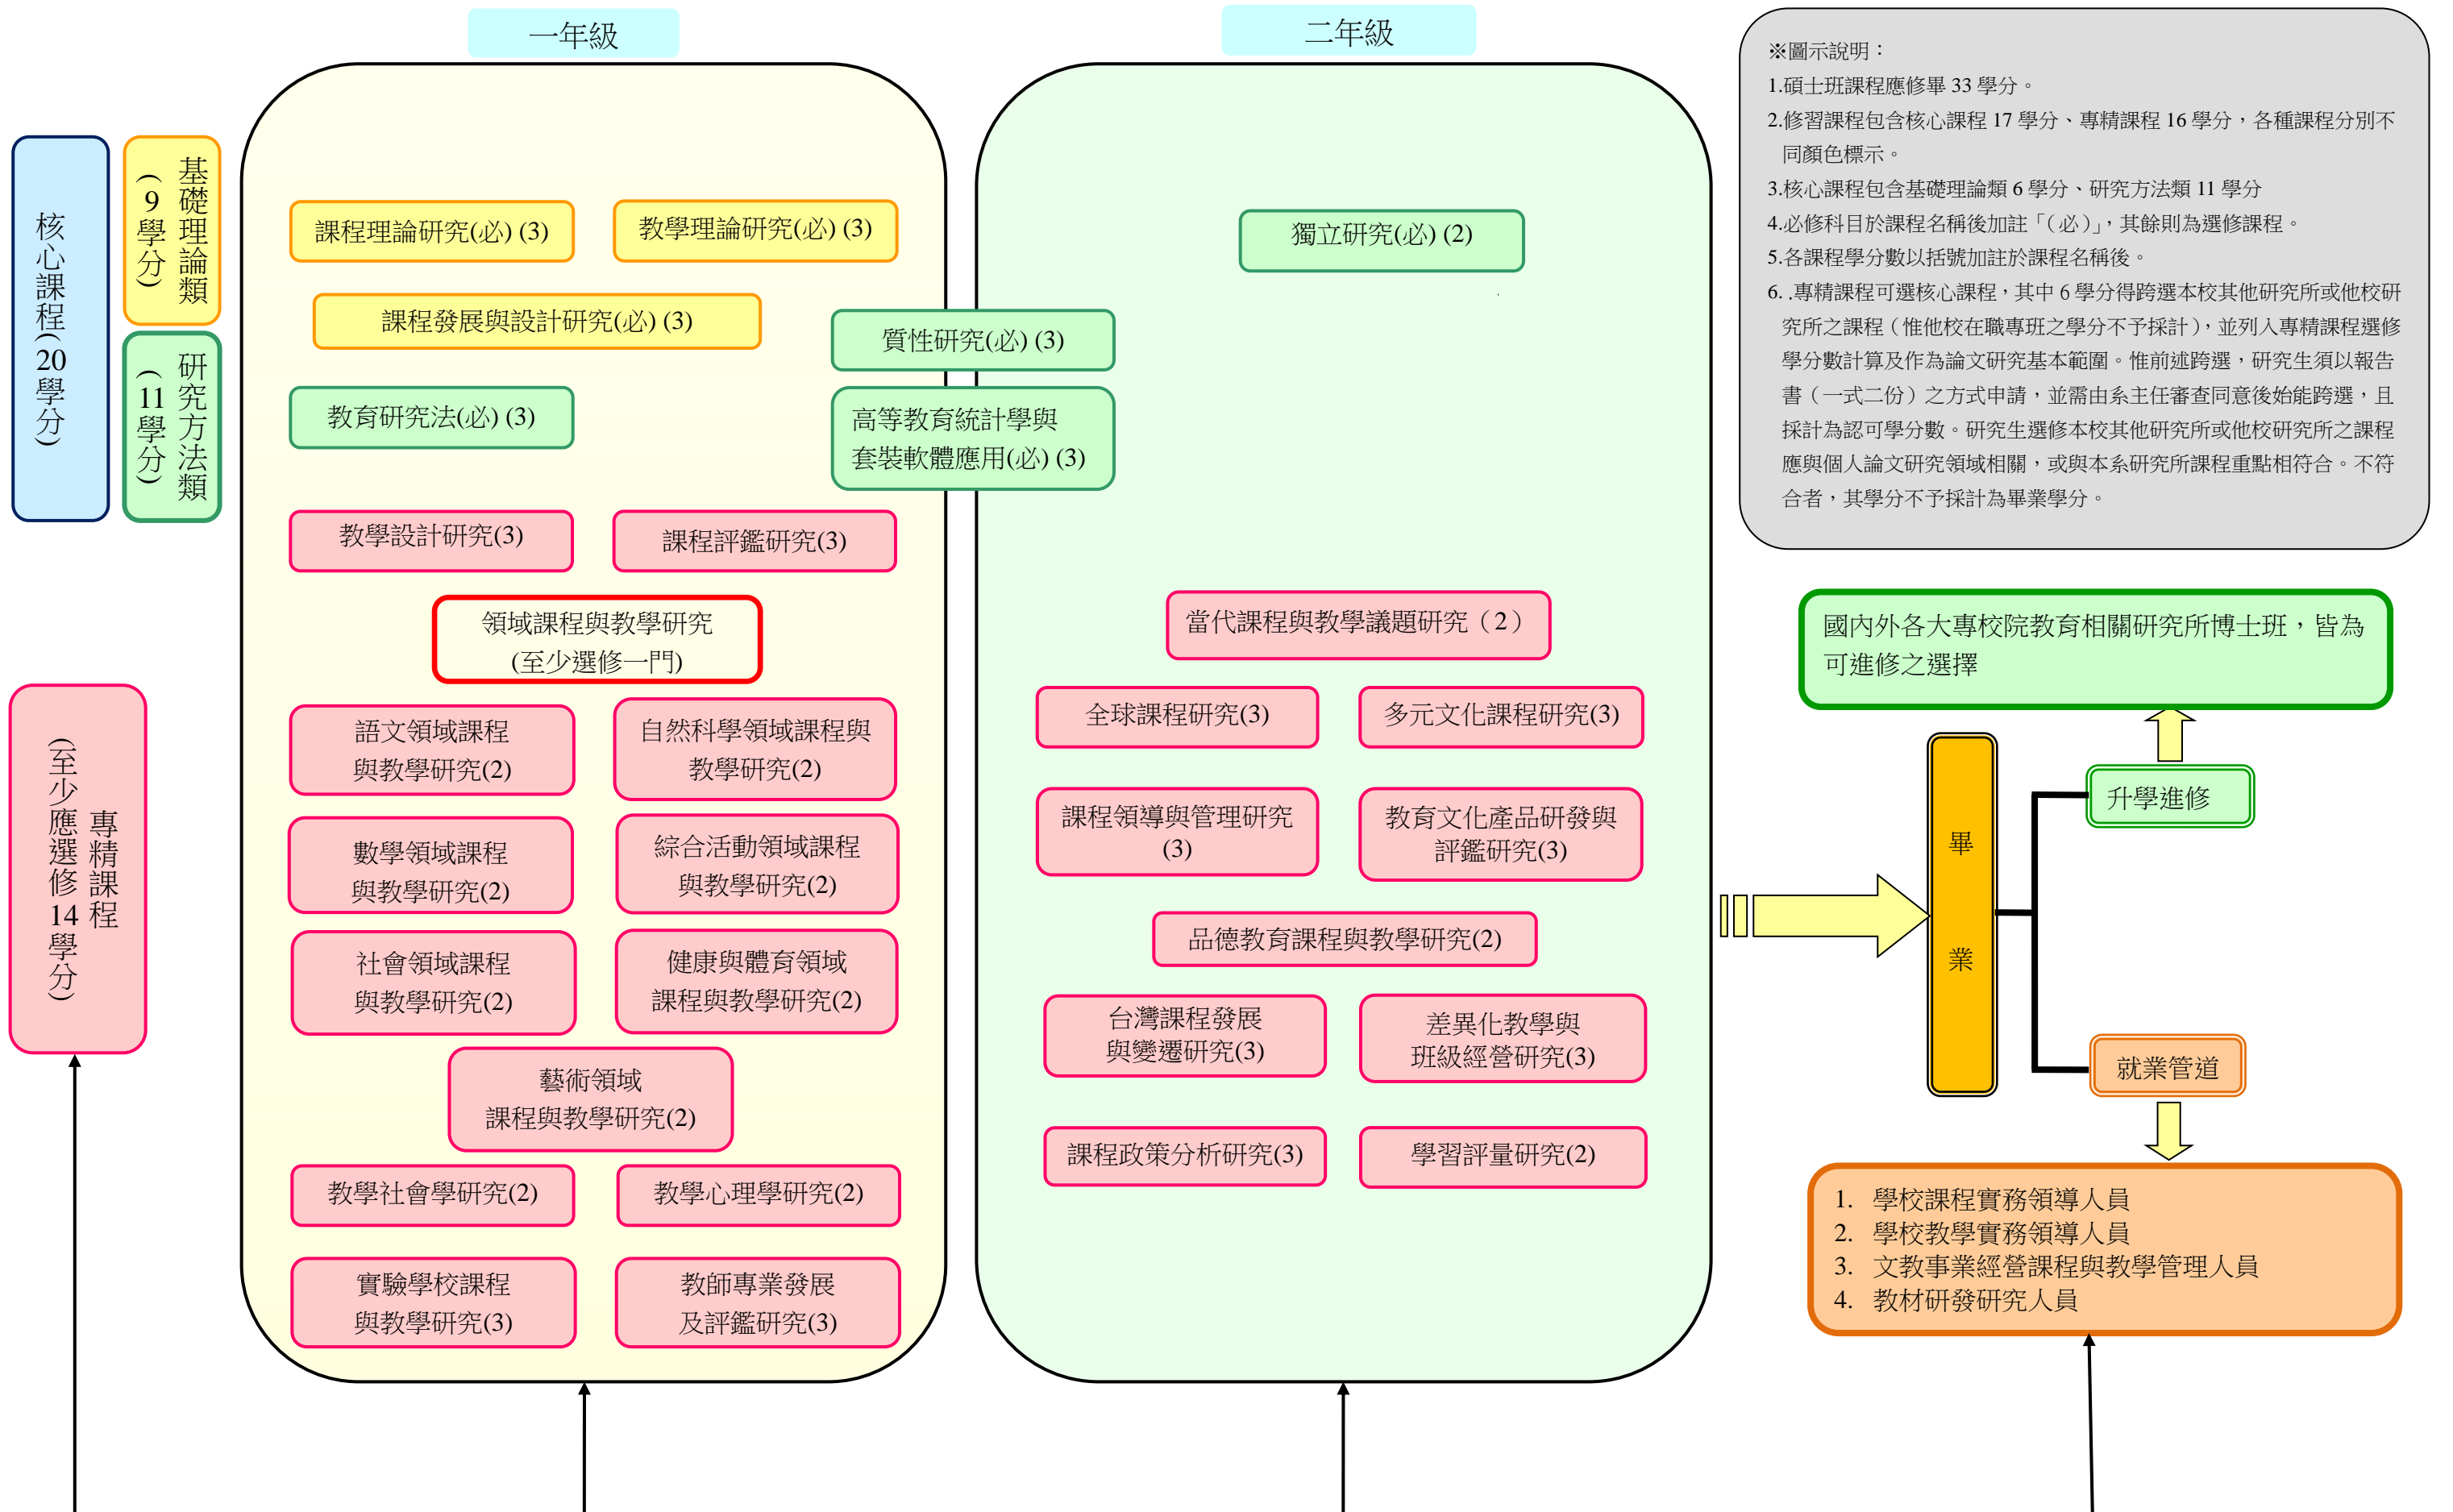 一年級
二年級
※圖示說明：
1.碩士班課程應修畢 33 學分。
2.修習課程包含核心課程 17 學分、專精課程 16 學分，各種課程分別不
同顏色標示。
3.核心課程包含基礎理論類 6 學分、研究方法類 11 學分
4.必修科目於課程名稱後加註「（必）」，其餘則為選修課程。
5.各課程學分數以括號加註於課程名稱後。
6. .專精課程可選核心課程，其中 6 學分得跨選本校其他研究所或他校研
究所之課程（惟他校在職專班之學分不予採計），並列入專精課程選修
學分數計算及作為論文研究基本範圍。惟前述跨選，研究生須以報告
書（一式二份）之方式申請，並需由系主任審查同意後始能跨選，且
採計為認可學分數。研究生選修本校其他研究所或他校研究所之課程
應與個人論文研究領域相關，或與本系研究所課程重點相符合。不符
合者，其學分不予採計為畢業學分。
核心課程(20 學分)
基礎理論類
(9 學分)
研究方法類
(11 學分)
專精課程
(至少應選修 14 學分)
課程理論研究(必) (3)
教學理論研究(必) (3)
課程發展與設計研究(必) (3)
教育研究法(必) (3)
獨立研究(必) (2)
質性研究(必) (3)
高等教育統計學與
套裝軟體應用(必) (3)
教學設計研究(3)
課程評鑑研究(3)
領域課程與教學研究
(至少選修一門)
語文領域課程
與教學研究(2)
自然科學領域課程與
教學研究(2)
數學領域課程
與教學研究(2)
綜合活動領域課程
與教學研究(2)
社會領域課程
與教學研究(2)
健康與體育領域
課程與教學研究(2)
藝術領域
課程與教學研究(2)
教學社會學研究(2)
教學心理學研究(2)
實驗學校課程
與教學研究(3)
教師專業發展
及評鑑研究(3)
當代課程與教學議題研究（2）
全球課程研究(3)
多元文化課程研究(3)
課程領導與管理研究
(3)
教育文化產品研發與
評鑑研究(3)
品德教育課程與教學研究(2)
台灣課程發展
與變遷研究(3)
差異化教學與
班級經營研究(3)
課程政策分析研究(3)
學習評量研究(2)
國內外各大專校院教育相關研究所博士班，皆為
可進修之選擇
升學進修
畢業
就業管道
1. 學校課程實務領導人員
2. 學校教學實務領導人員
3. 文教事業經營課程與教學管理人員
4. 教材研發研究人員